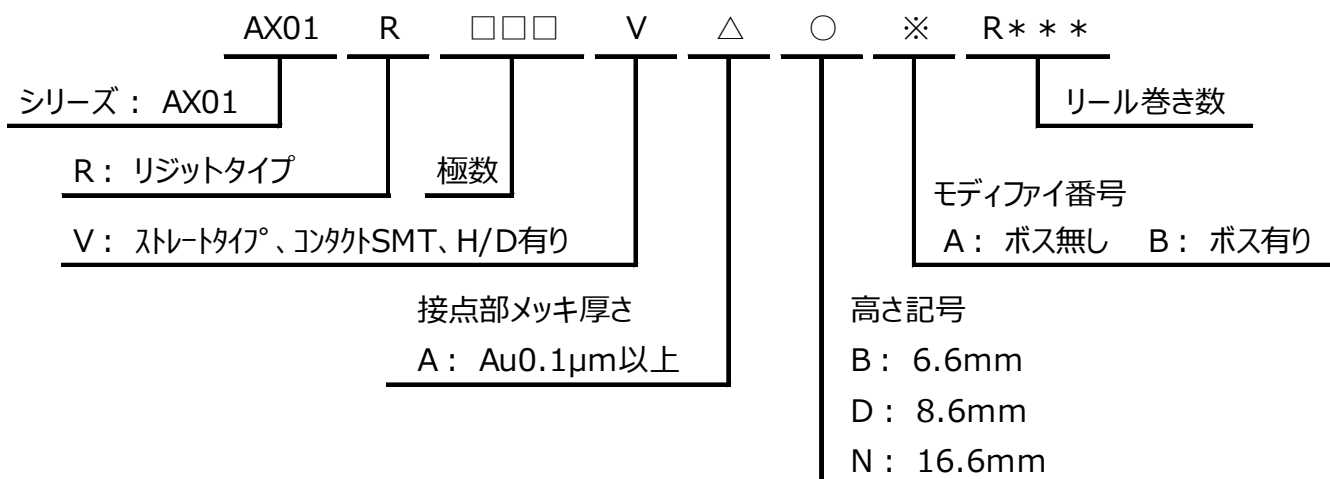 AX01 R □□□ V △ ○ ※ R＊＊＊
シリーズ： AX01
リール巻き数
R： リジットタイプ
極数
モディファイ番号
V： ｽﾄﾚｰﾄﾀｲﾌﾟ、ｺﾝﾀｸﾄSMT、H/D有り
A： ボス無し B： ボス有り
接点部メッキ厚さ
高さ記号
A： Au0.1μm以上
B： 6.6mm
D： 8.6mm
N： 16.6mm